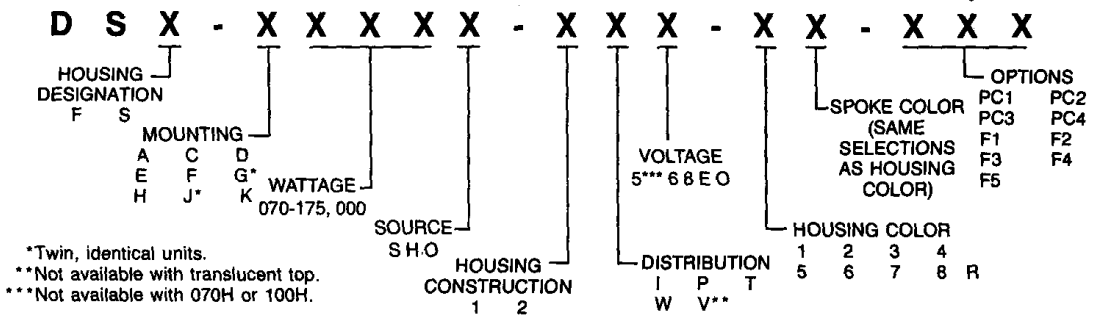 D S X - X X X X X - X X X - X X - X X X
HOUSING
DESIGNATION
F S
MOUNTING
A C D
E F G*
H J* K
WATTAGE
070-175, 000
SOURCE
S H O
HOUSING
CONSTRUCTION
1 2
DISTRIBUTION
I P T
W V**
VOLTAGE
5*** 6 8 E O
HOUSING COLOR
1 2 3 4
5 6 7 8 R
SPOKE COLOR
(SAME
SELECTIONS
AS HOUSING
COLOR)
OPTIONS
PC1 PC2
PC3 PC4
F1 F2
F3 F4
F5
*Twin, identical units.
**Not available with translucent top.
***Not available with 070H or 100H.